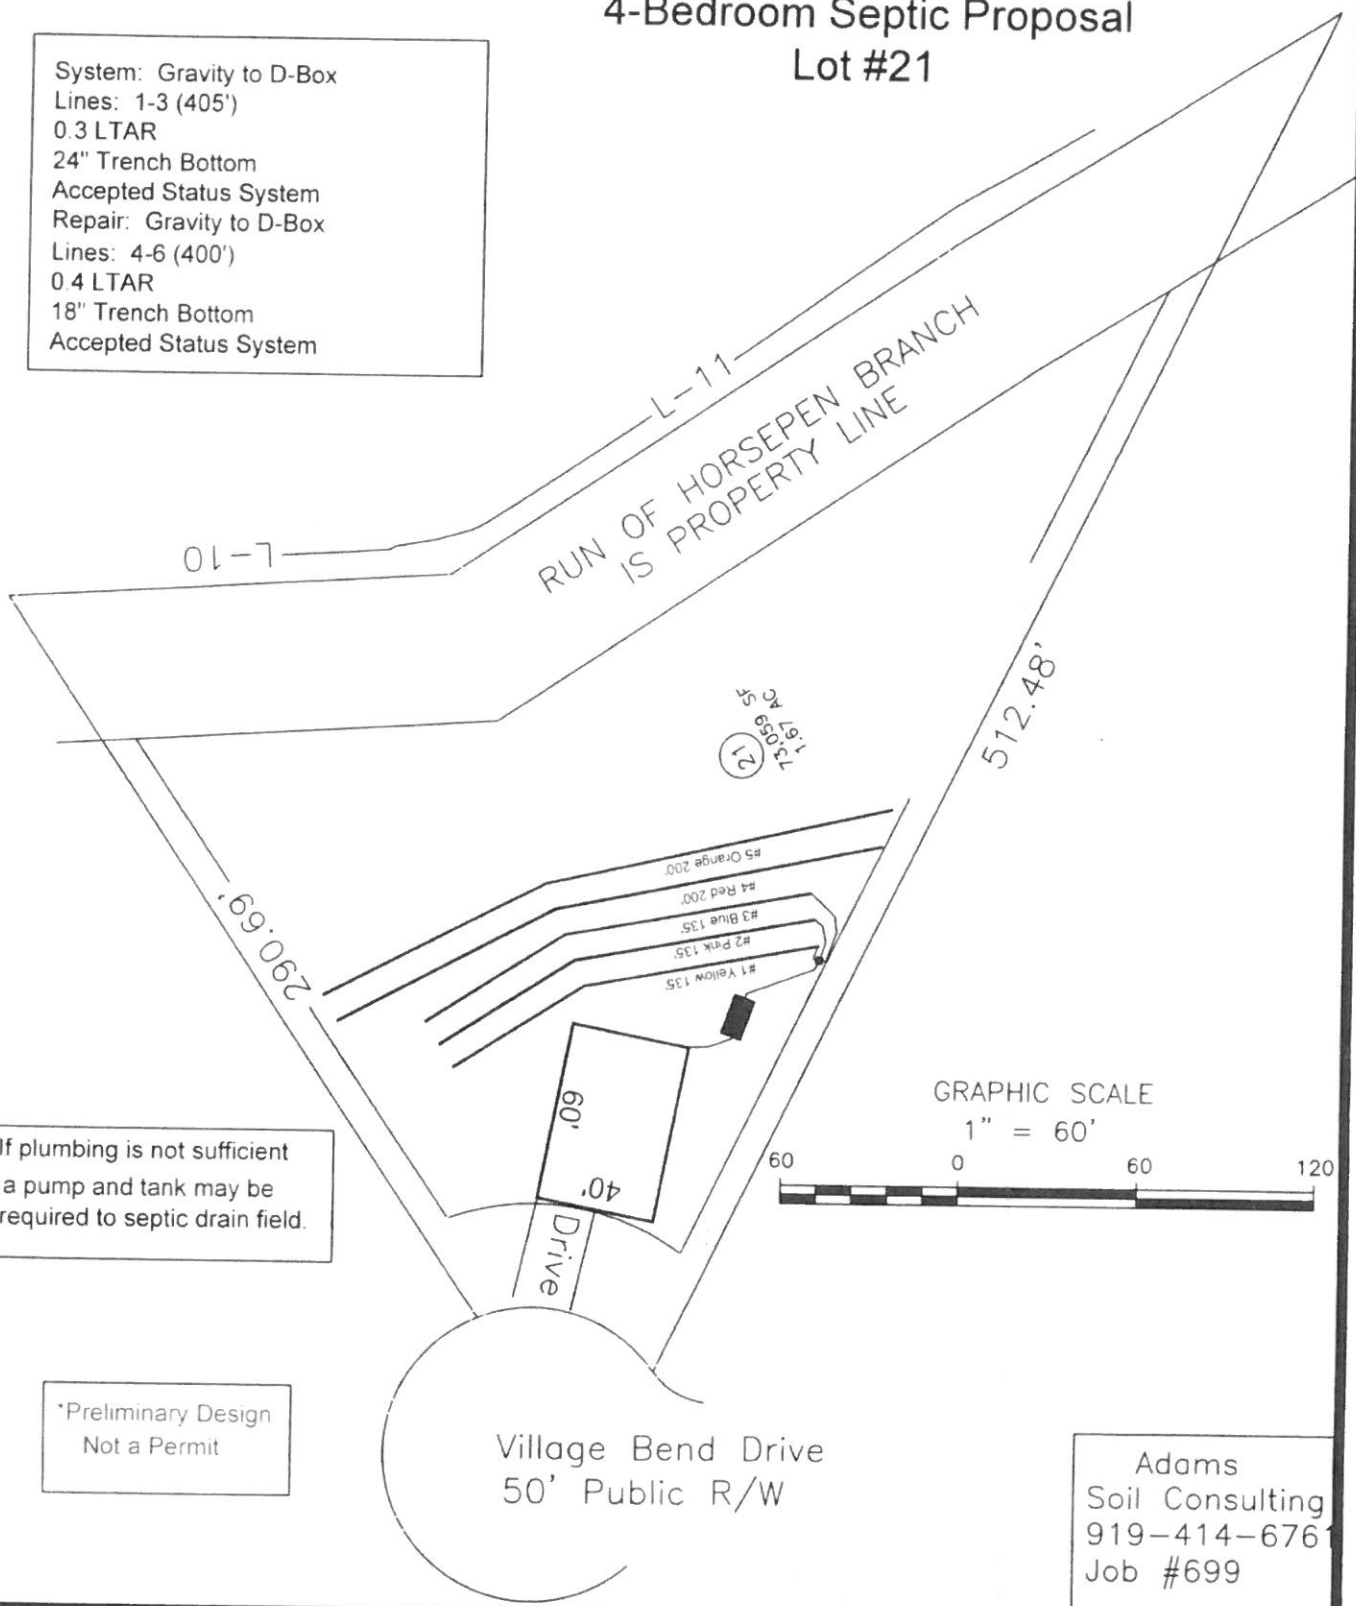 4-Bedroom Septic Proposal
Lot #21
System: Gravity to D-Box
Lines: 1-3 (405')
0.3 LTAR
24" Trench Bottom
Accepted Status System
Repair: Gravity to D-Box
Lines: 4-6 (400')
0.4 LTAR
18" Trench Bottom
Accepted Status System
L-11
L-10
RUN OF HORSEPEN BRANCH
IS PROPERTY LINE
21
73,059 SF
1.67 AC
512.48'
290.69'
#5 Orange 200'
#4 Red 200'
#3 Blue 135'
#2 Pink 135'
#1 Yellow 135'
60'
40'
Drive
GRAPHIC SCALE
1" = 60'
60 0 60 120
If plumbing is not sufficient
a pump and tank may be
required to septic drain field.
*Preliminary Design
Not a Permit
Village Bend Drive
50' Public R/W
Adams
Soil Consulting
919-414-6761
Job #699